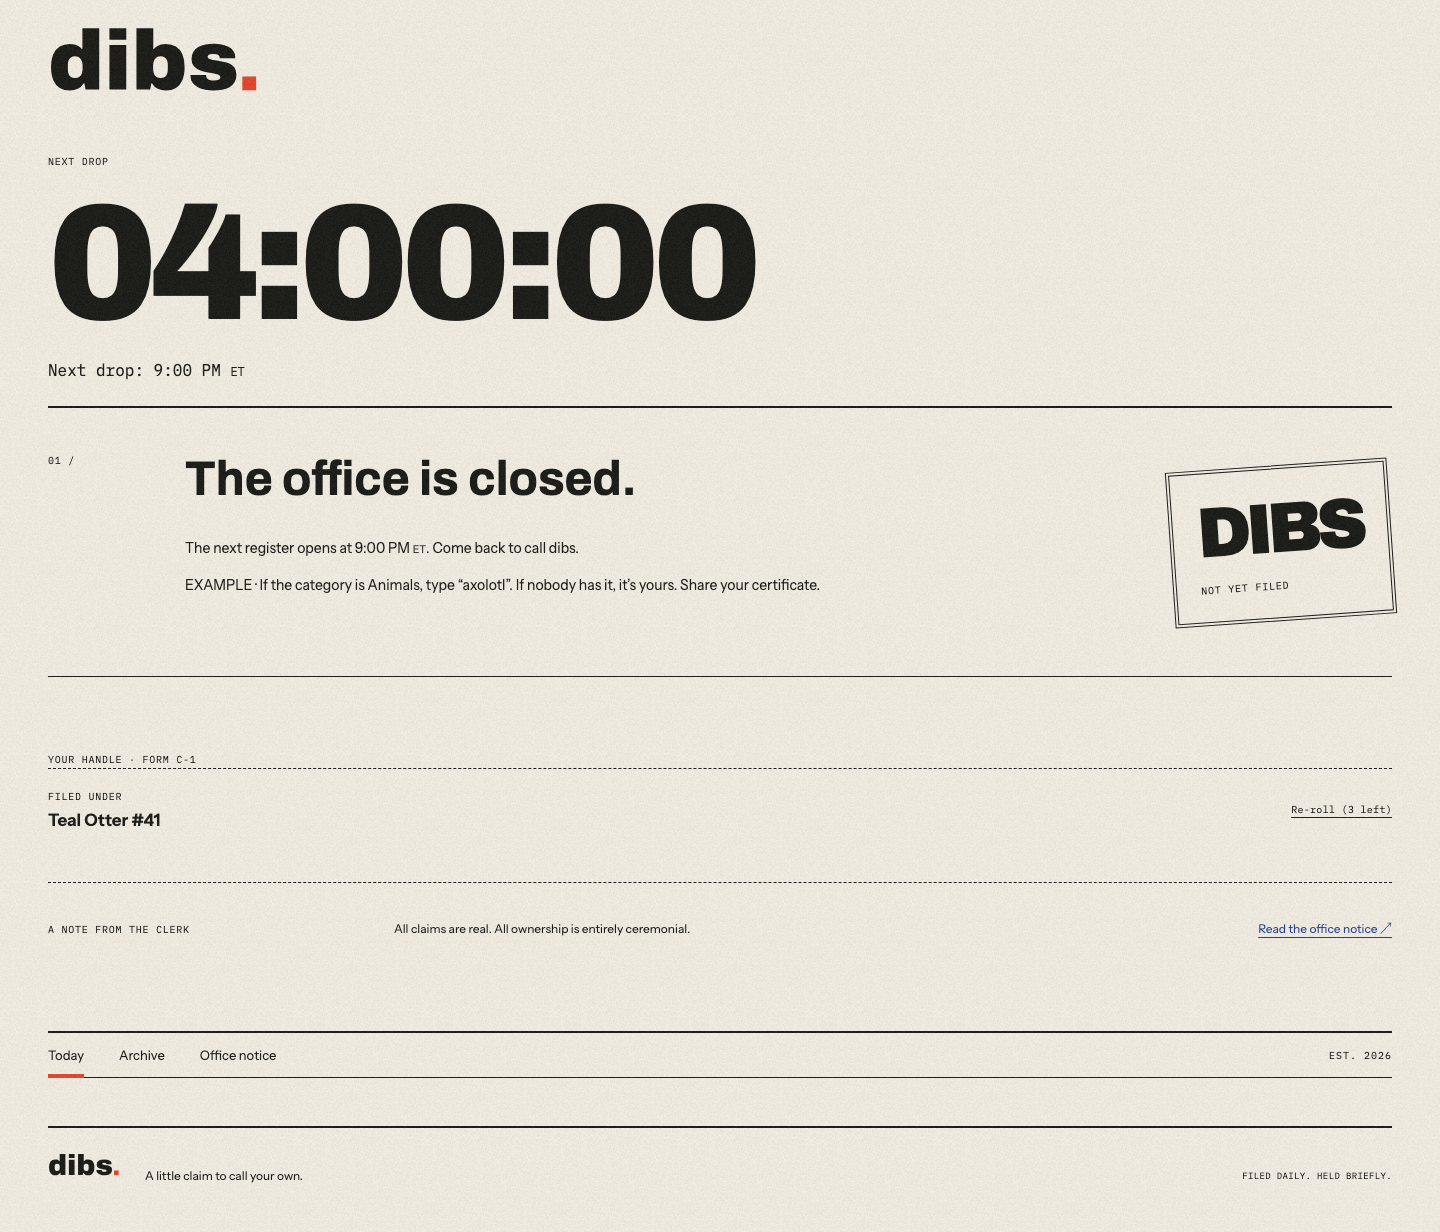 dibs.
NEXT DROP
04:00:00
Next drop: 9:00 PM ET
01 /
The office is closed.
The next register opens at 9:00 PM ET. Come back to call dibs.
EXAMPLE · If the category is Animals, type “axolotl”. If nobody has it, it’s yours. Share your certificate.
DIBS
NOT YET FILED
YOUR HANDLE · FORM C-1
FILED UNDER
Teal Otter #41
Re-roll (3 left)
A NOTE FROM THE CLERK
All claims are real. All ownership is entirely ceremonial.
Read the office notice ↗
Today
Archive
Office notice
EST. 2026
dibs.
A little claim to call your own.
FILED DAILY. HELD BRIEFLY.